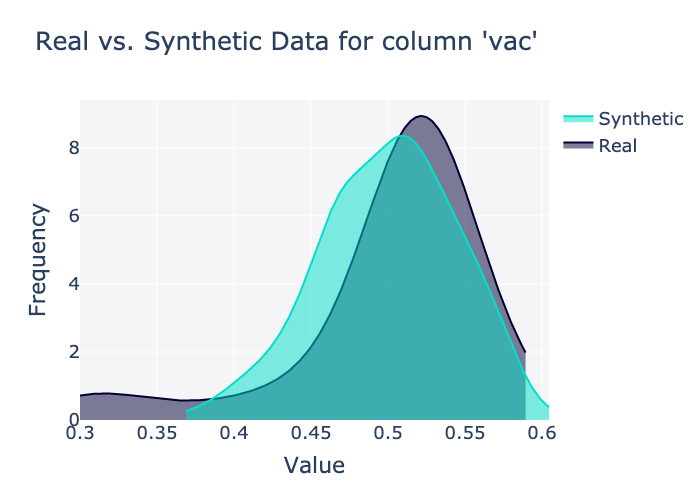 Real vs. Synthetic Data for column 'vac'
Synthetic
Real
Frequency
8
6
4
2
0
0.3 0.35 0.4 0.45 0.5 0.55 0.6
Value